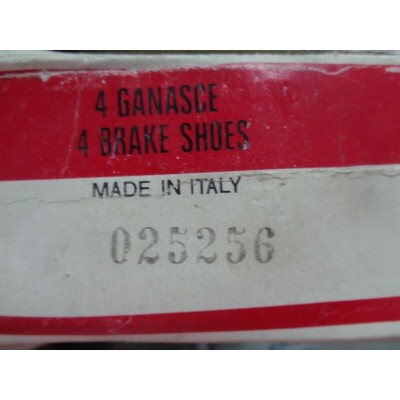 4 GANASCE
4 BRAKE SHOES
MADE IN ITALY
025256